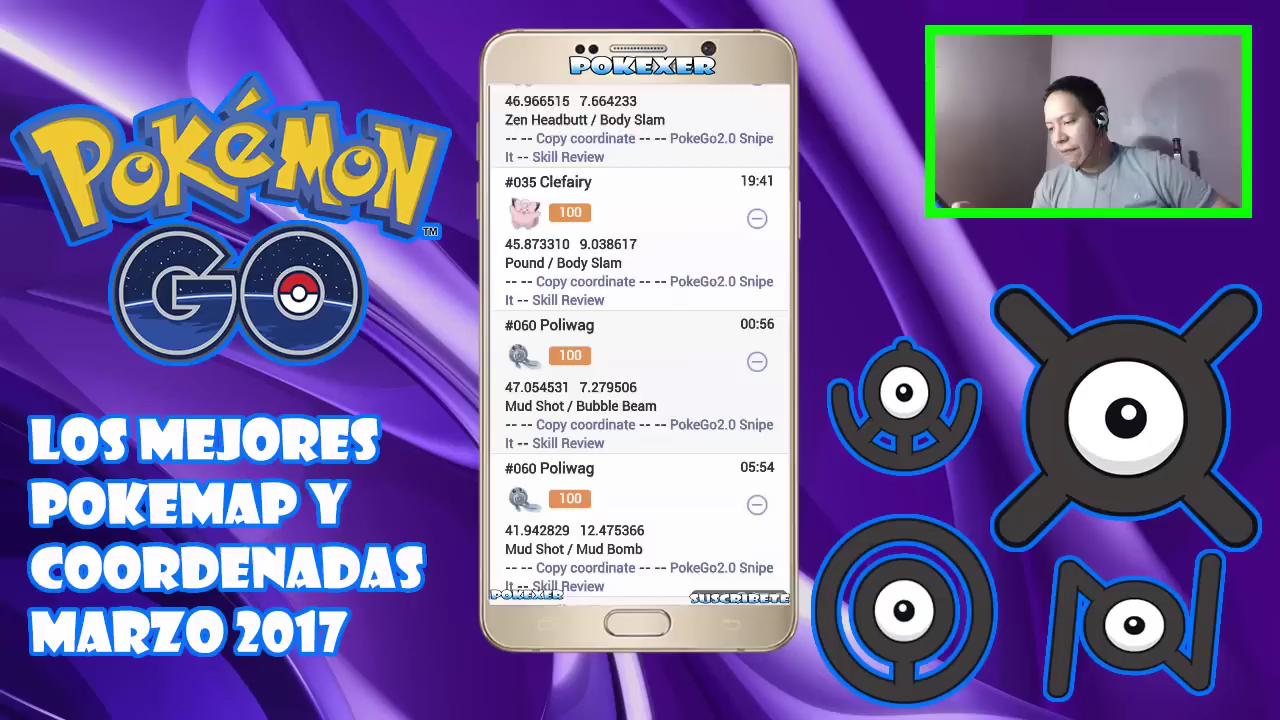 POKÉMON
GO
TM
LOS MEJORES
POKEMAP Y
COORDENADAS
MARZO 2017
POKEXER
46.966515 7.664233
Zen Headbutt / Body Slam
-- -- Copy coordinate -- -- PokeGo2.0 Snipe
It -- Skill Review
#035 Clefairy 19:41
100
45.873310 9.038617
Pound / Body Slam
-- -- Copy coordinate -- -- PokeGo2.0 Snipe
It -- Skill Review
#060 Poliwag 00:56
100
47.054531 7.279506
Mud Shot / Bubble Beam
-- -- Copy coordinate -- -- PokeGo2.0 Snipe
It -- Skill Review
#060 Poliwag 05:54
100
41.942829 12.475366
Mud Shot / Mud Bomb
-- -- Copy coordinate -- -- PokeGo2.0 Snipe
It -- Skill Review
POKEXER SUSCRIBETE